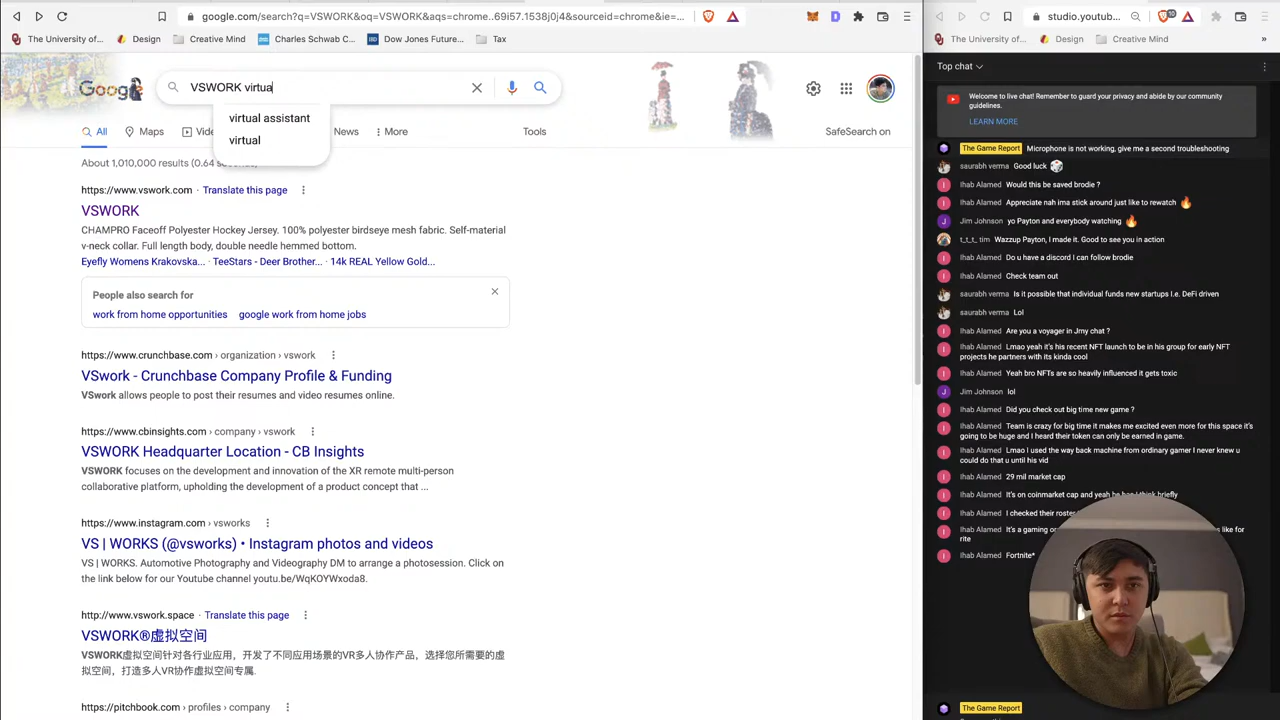 google.com/search?q=VSWORK&oq=VSWORK&aqs=chrome..69i57.1538j0j4&sourceid=chrome&ie=...
The University of...
Design
Creative Mind
Charles Schwab C...
Dow Jones Future...
Tax
VSWORK virtua
virtual assistant
virtual
All
Maps
News
More
Tools
SafeSearch on
About 1,010,000 results (0.64
https://www.vswork.com · Translate this page
VSWORK
CHAMPRO Faceoff Polyester Hockey Jersey. 100% polyester birdseye mesh fabric. Self-material
v-neck collar. Full length body, double needle hemmed bottom.
Eyefly Womens Krakovska... · TeeStars - Deer Brother... · 14k REAL Yellow Gold...
People also search for
work from home opportunities
google work from home jobs
https://www.crunchbase.com › organization › vswork
VSwork - Crunchbase Company Profile & Funding
VSwork allows people to post their resumes and video resumes online.
https://www.cbinsights.com › company › vswork
VSWORK Headquarter Location - CB Insights
VSWORK focuses on the development and innovation of the XR remote multi-person
collaborative platform, upholding the development of a product concept that ...
https://www.instagram.com › vsworks
VS | WORKS (@vsworks) • Instagram photos and videos
VS | WORKS. Automotive Photography and Videography DM to arrange a photosession. Click on
the link below for our Youtube channel youtu.be/WqKOYWxoda8.
http://www.vswork.space · Translate this page
VSWORK®虚拟空间
VSWORK虚拟空间针对各行业应用，开发了不同应用场景的VR多人协作产品，选择您所需要的虚
拟空间，打造多人VR协作虚拟空间专属.
https://pitchbook.com › profiles › company
studio.youtub...
The University of...
Design
Creative Mind
»
Top chat
Welcome to live chat! Remember to guard your privacy and abide by our community
guidelines.
LEARN MORE
The Game Report Microphone is not working, give me a second troubleshooting
saurabh verma Good luck
Ihab Alamed Would this be saved brodie ?
Ihab Alamed Appreciate nah ima stick around just like to rewatch
Jim Johnson yo Payton and everybody watching
t_t_t_ tim Wazzup Payton, I made it. Good to see you in action
Ihab Alamed Do u have a discord I can follow brodie
Ihab Alamed Check team out
saurabh verma Is it possible that individual funds new startups I.e. DeFi driven
saurabh verma Lol
Ihab Alamed Are you a voyager in Jmy chat ?
Ihab Alamed Lmao yeah it's his recent NFT launch to be in his group for early NFT
projects he partners with its kinda cool
Ihab Alamed Yeah bro NFTs are so heavily influenced it gets toxic
Jim Johnson lol
Ihab Alamed Did you check out big time new game ?
Ihab Alamed Team is crazy for big time it makes me excited even more for this space it's
going to be huge and I heard their token can only be earned in game.
Ihab Alamed Lmao I used the way back machine from ordinary gamer I never knew u
could do that u until his vid
Ihab Alamed 29 mil market cap
Ihab Alamed It's on coinmarket cap and yeah he has I think briefly
Ihab Alamed I checked their roster
Ihab Alamed It's a gaming or
s like for
rite
Ihab Alamed Fortnite*
The Game Report